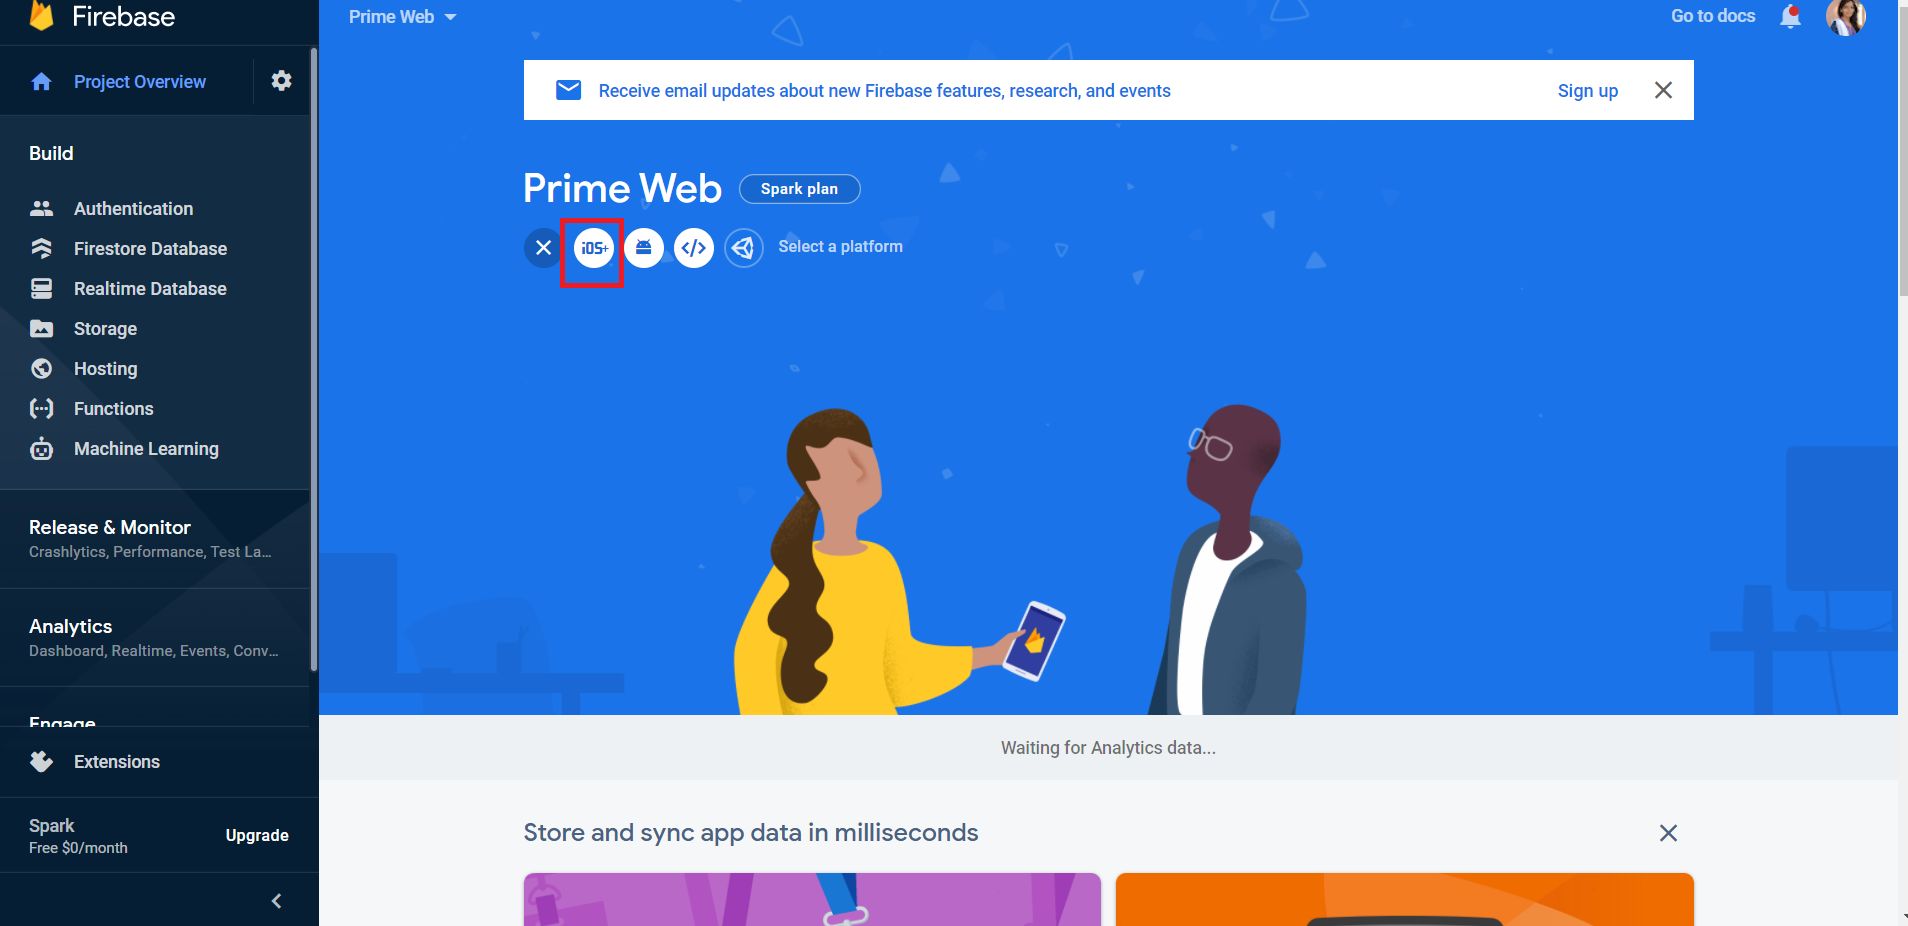 Firebase
Prime Web
Go to docs
Project Overview
Receive email updates about new Firebase features, research, and events
Sign up
Build
Prime Web
Spark plan
Authentication
iOS+
Select a platform
Firestore Database
Realtime Database
Storage
Hosting
Functions
Machine Learning
Release & Monitor
Crashlytics, Performance, Test La...
Analytics
Dashboard, Realtime, Events, Conv...
Engage
Waiting for Analytics data...
Extensions
Spark
Free $0/month
Upgrade
Store and sync app data in milliseconds